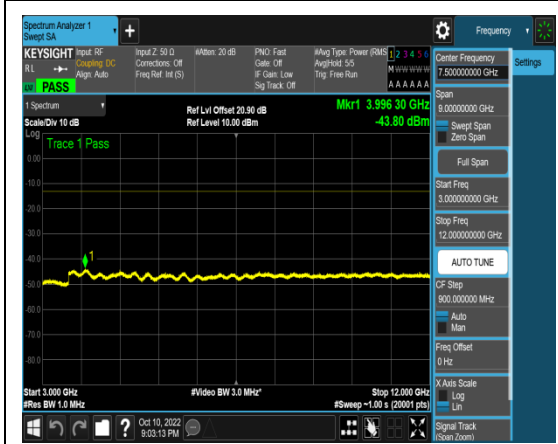 Spectrum Analyzer 1
Swept SA
+
Frequency
KEYSIGHT
Input: RF
Coupling: DC
Align: Auto
Input Z: 50 Ω
Corrections: Off
Freq Ref: Int (S)
#Atten: 20 dB
PNO: Fast
Gate: Off
IF Gain: Low
Sig Track: Off
#Avg Type: Power (RMS
Avg|Hold: 5/5
Trig: Free Run
1 2 3 4 5 6
M W W W W W
A A A A A A
R L
PASS
1 Spectrum
Scale/Div 10 dB
Ref Lvl Offset 20.90 dB
Ref Level 10.00 dBm
Mkr1 3.996 30 GHz
-43.80 dBm
Log
Trace 1 Pass
0.00
-10.0
-20.0
-30.0
-40.0
-50.0
-60.0
-70.0
-80.0
1
Start 3.000 GHz
#Res BW 1.0 MHz
#Video BW 3.0 MHz*
Stop 12.000 GHz
#Sweep ~1.00 s (20001 pts)
Center Frequency
7.500000000 GHz
Settings
Span
9.00000000 GHz
Swept Span
Zero Span
Full Span
Start Freq
3.000000000 GHz
Stop Freq
12.000000000 GHz
AUTO TUNE
CF Step
900.000000 MHz
Auto
Man
Freq Offset
0 Hz
X Axis Scale
Log
Lin
Signal Track
(Span Zoom)
?
Oct 10, 2022
9:03:13 PM